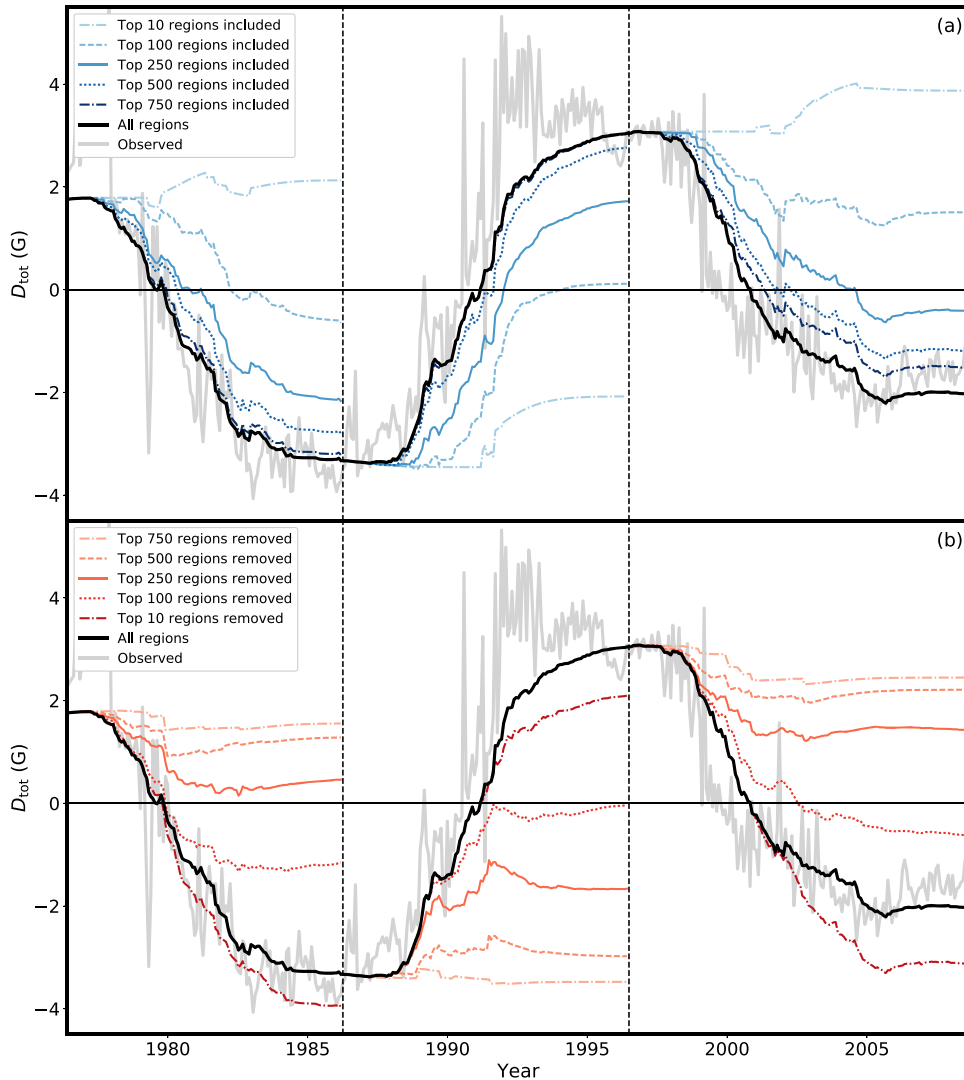 (a)
Top 10 regions included
Top 100 regions included
Top 250 regions included
Top 500 regions included
Top 750 regions included
All regions
Observed
4
2
0
−2
−4
D_tot (G)
(b)
Top 750 regions removed
Top 500 regions removed
Top 250 regions removed
Top 100 regions removed
Top 10 regions removed
All regions
Observed
4
2
0
−2
−4
D_tot (G)
1980 1985 1990 1995 2000 2005
Year